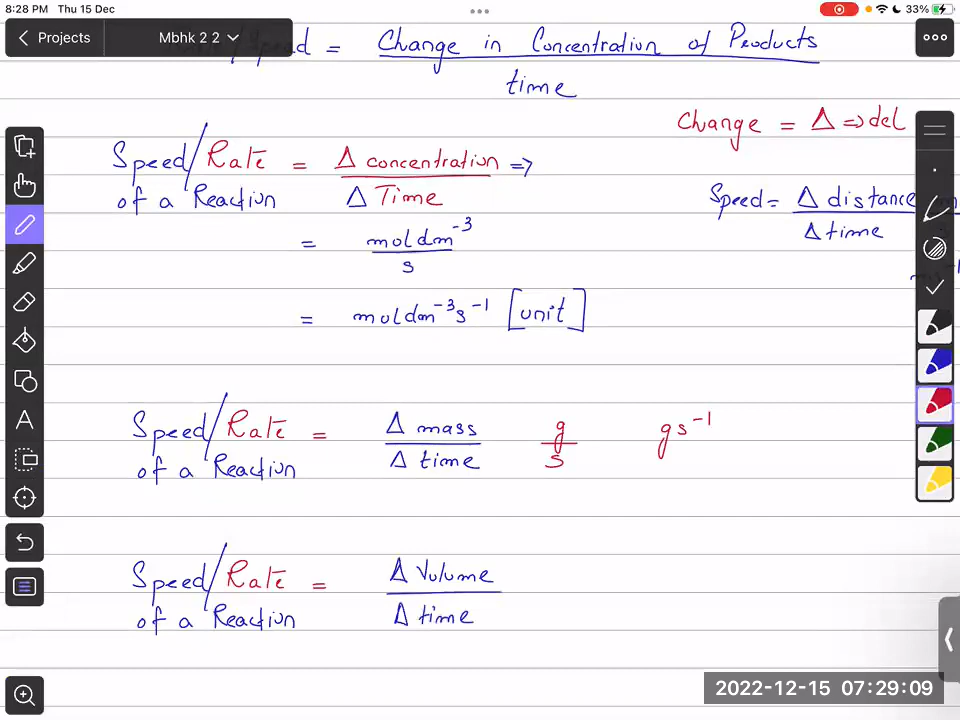 8:28 PM Thu 15 Dec
33%
Projects
Mbhk 2 2
= Change in Concentration of Products
time
Change = Δ ⇒ del
Speed/Rate = Δ concentration ⇒
of a Reaction Δ Time
Speed = Δ distance
Δ time
= moldm⁻³
s
= moldm⁻³s⁻¹ [unit]
Speed/Rate = Δ mass g gs⁻¹
of a Reaction Δ time s
Speed/Rate = Δ Volume
of a Reaction Δ time
A
2022-12-15 07:29:09